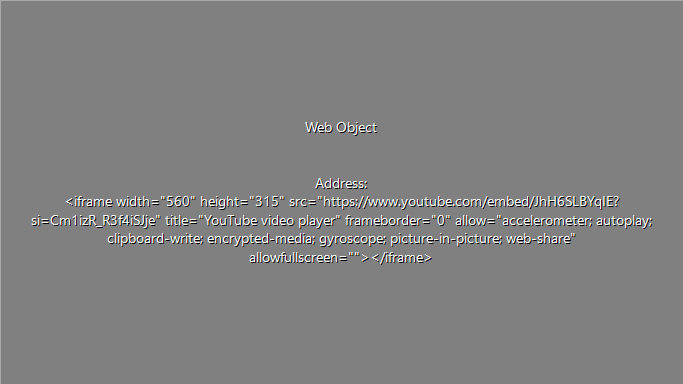 Web Object
Address:
<iframe width="560" height="315" src="https://www.youtube.com/embed/JhH6SLBYqIE?
si=Cm1izR_R3f4iSJje" title="YouTube video player" frameborder="0" allow="accelerometer; autoplay;
clipboard-write; encrypted-media; gyroscope; picture-in-picture; web-share"
allowfullscreen=""></iframe>